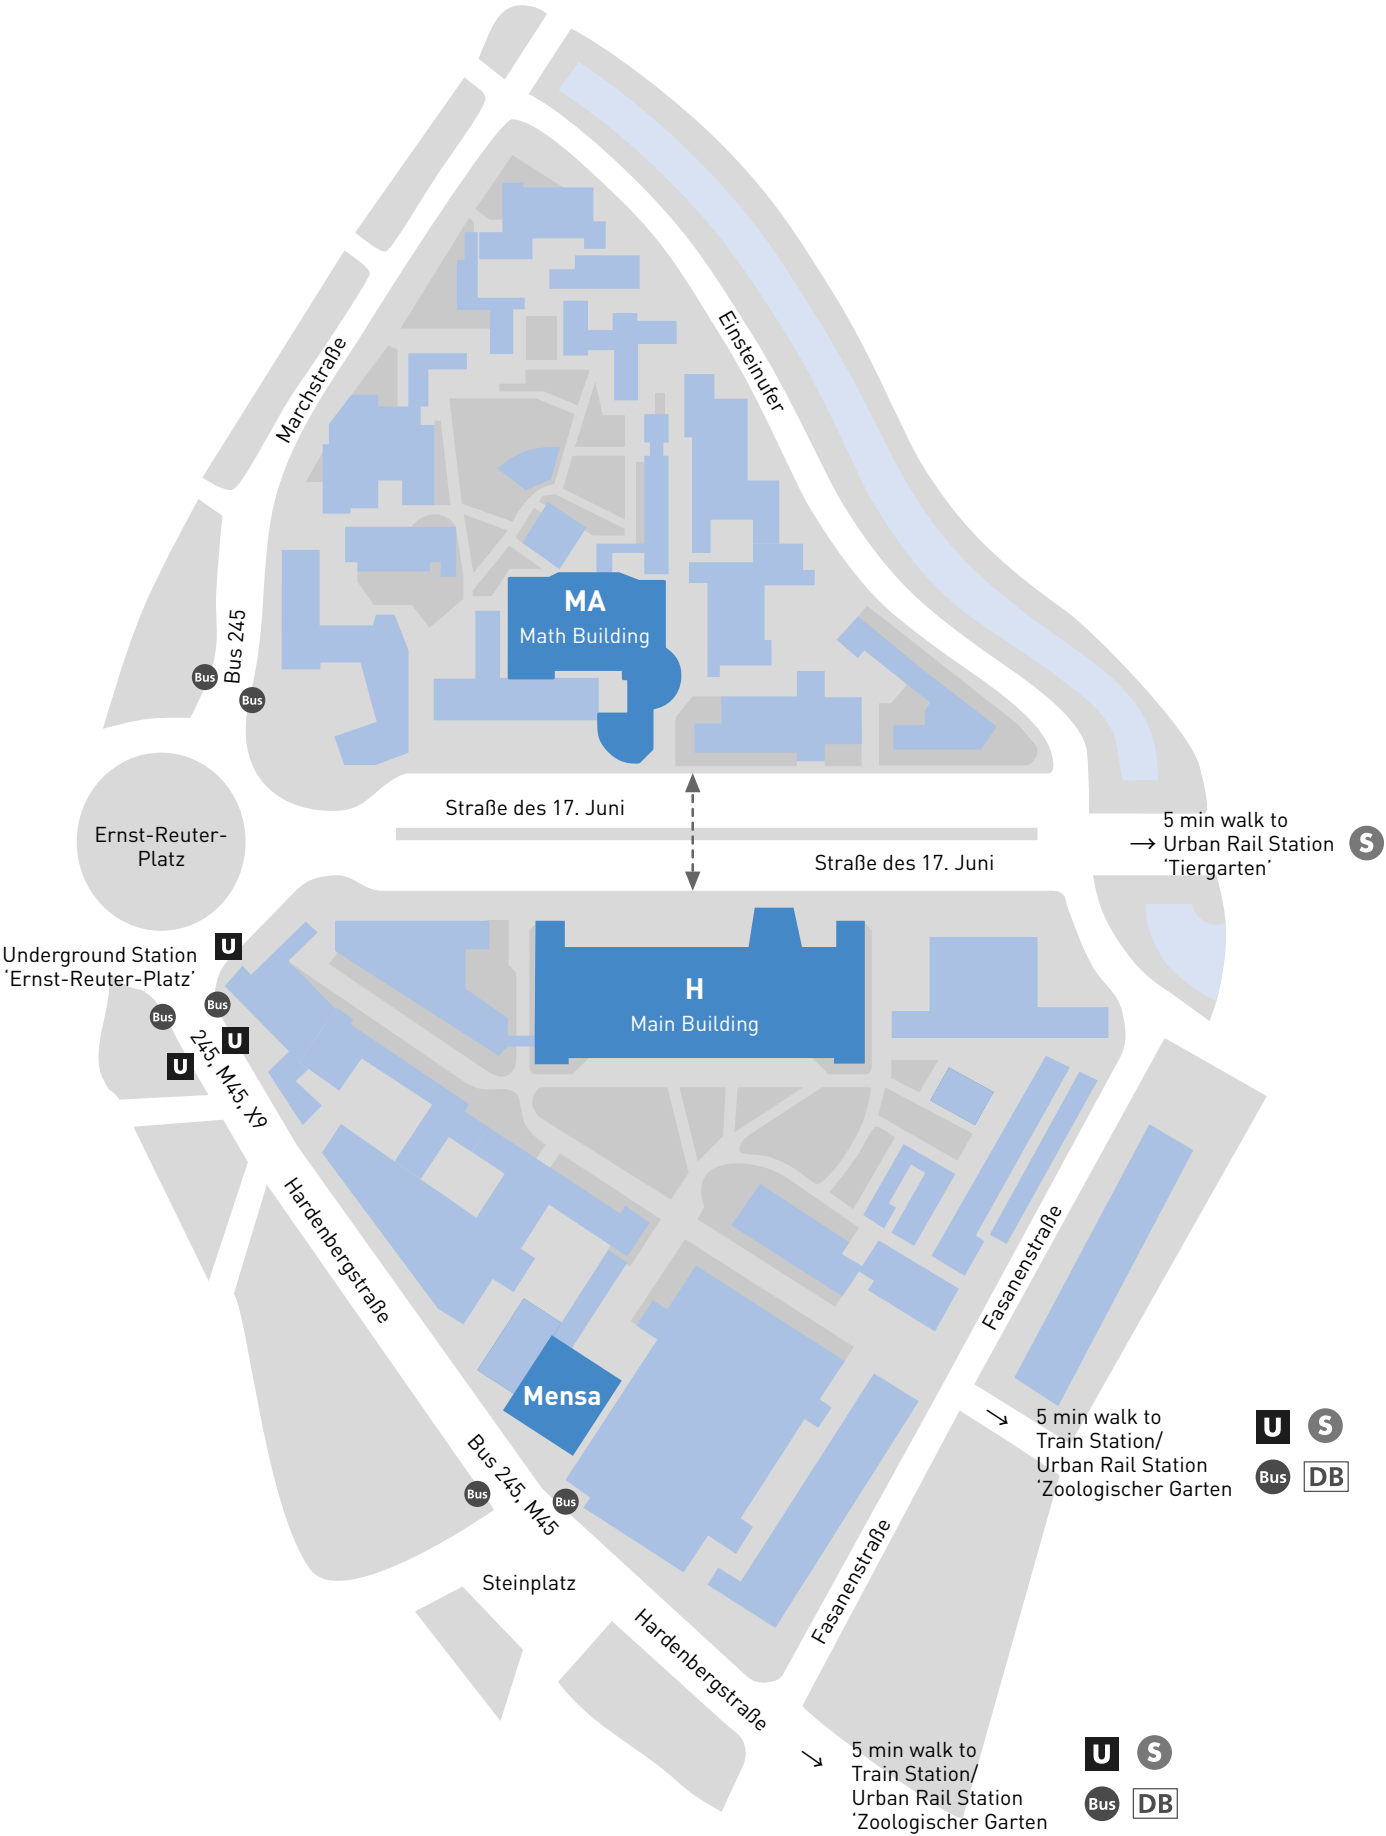 Marchstraße
Einsteinufer
MA
Math Building
Bus 245
Bus
Bus
Straße des 17. Juni
Ernst-Reuter-
Platz
Straße des 17. Juni
5 min walk to
→ Urban Rail Station
‘Tiergarten’
S
U
Underground Station
‘Ernst-Reuter-Platz’
Bus
Bus
U
U
245, M45, X9
H
Main Building
Hardenbergstraße
Fasanenstraße
Mensa
Bus 245, M45
Bus
Bus
→ 5 min walk to
Train Station/
Urban Rail Station
‘Zoologischer Garten
U S
Bus DB
Steinplatz
Fasanenstraße
Hardenbergstraße
→ 5 min walk to
Train Station/
Urban Rail Station
‘Zoologischer Garten
U S
Bus DB